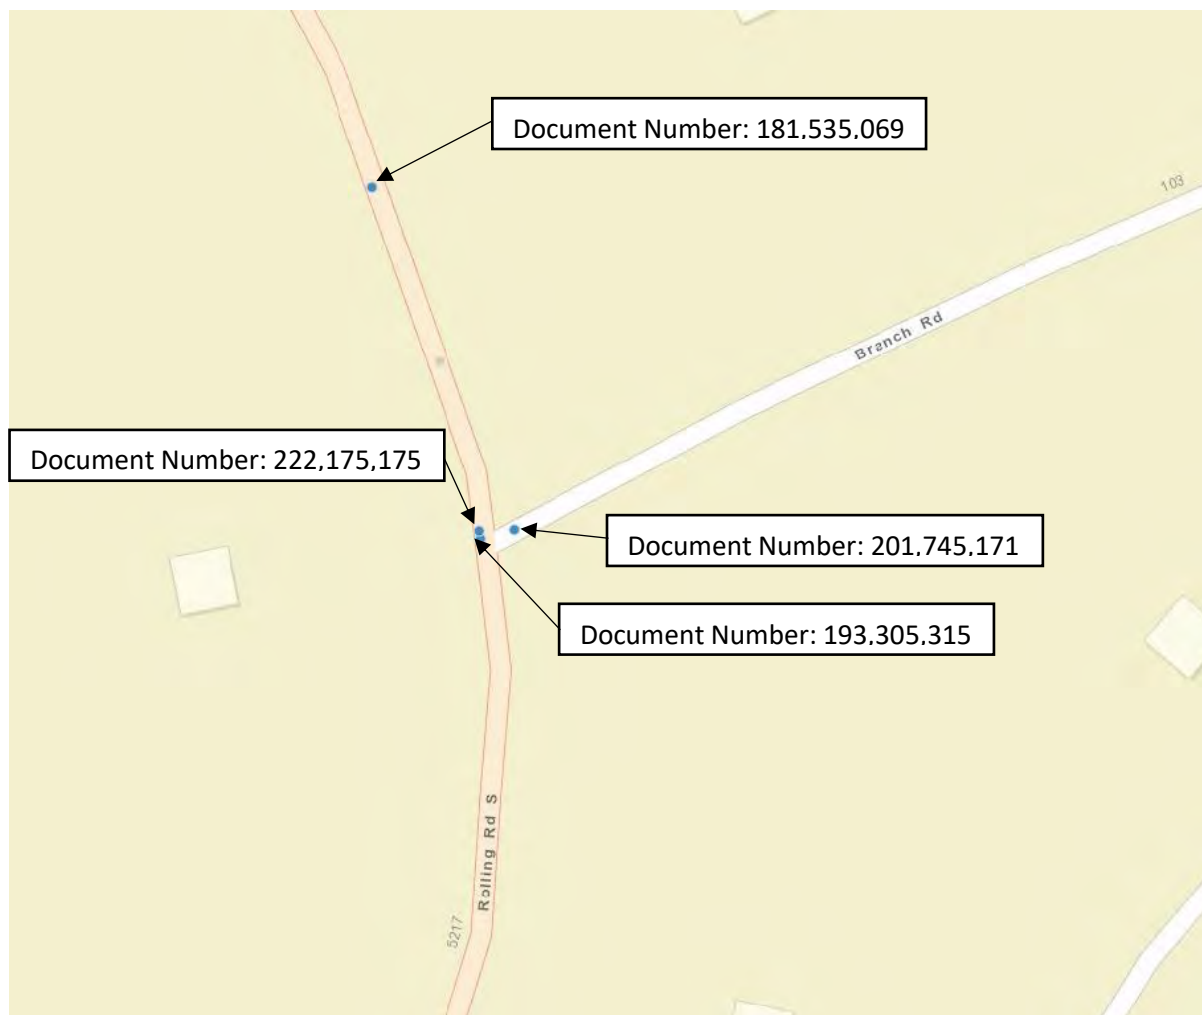 Document Number: 181,535,069
103
Branch Rd
Document Number: 222,175,175
Document Number: 201,745,171
Document Number: 193,305,315
Rolling Rd S
5217